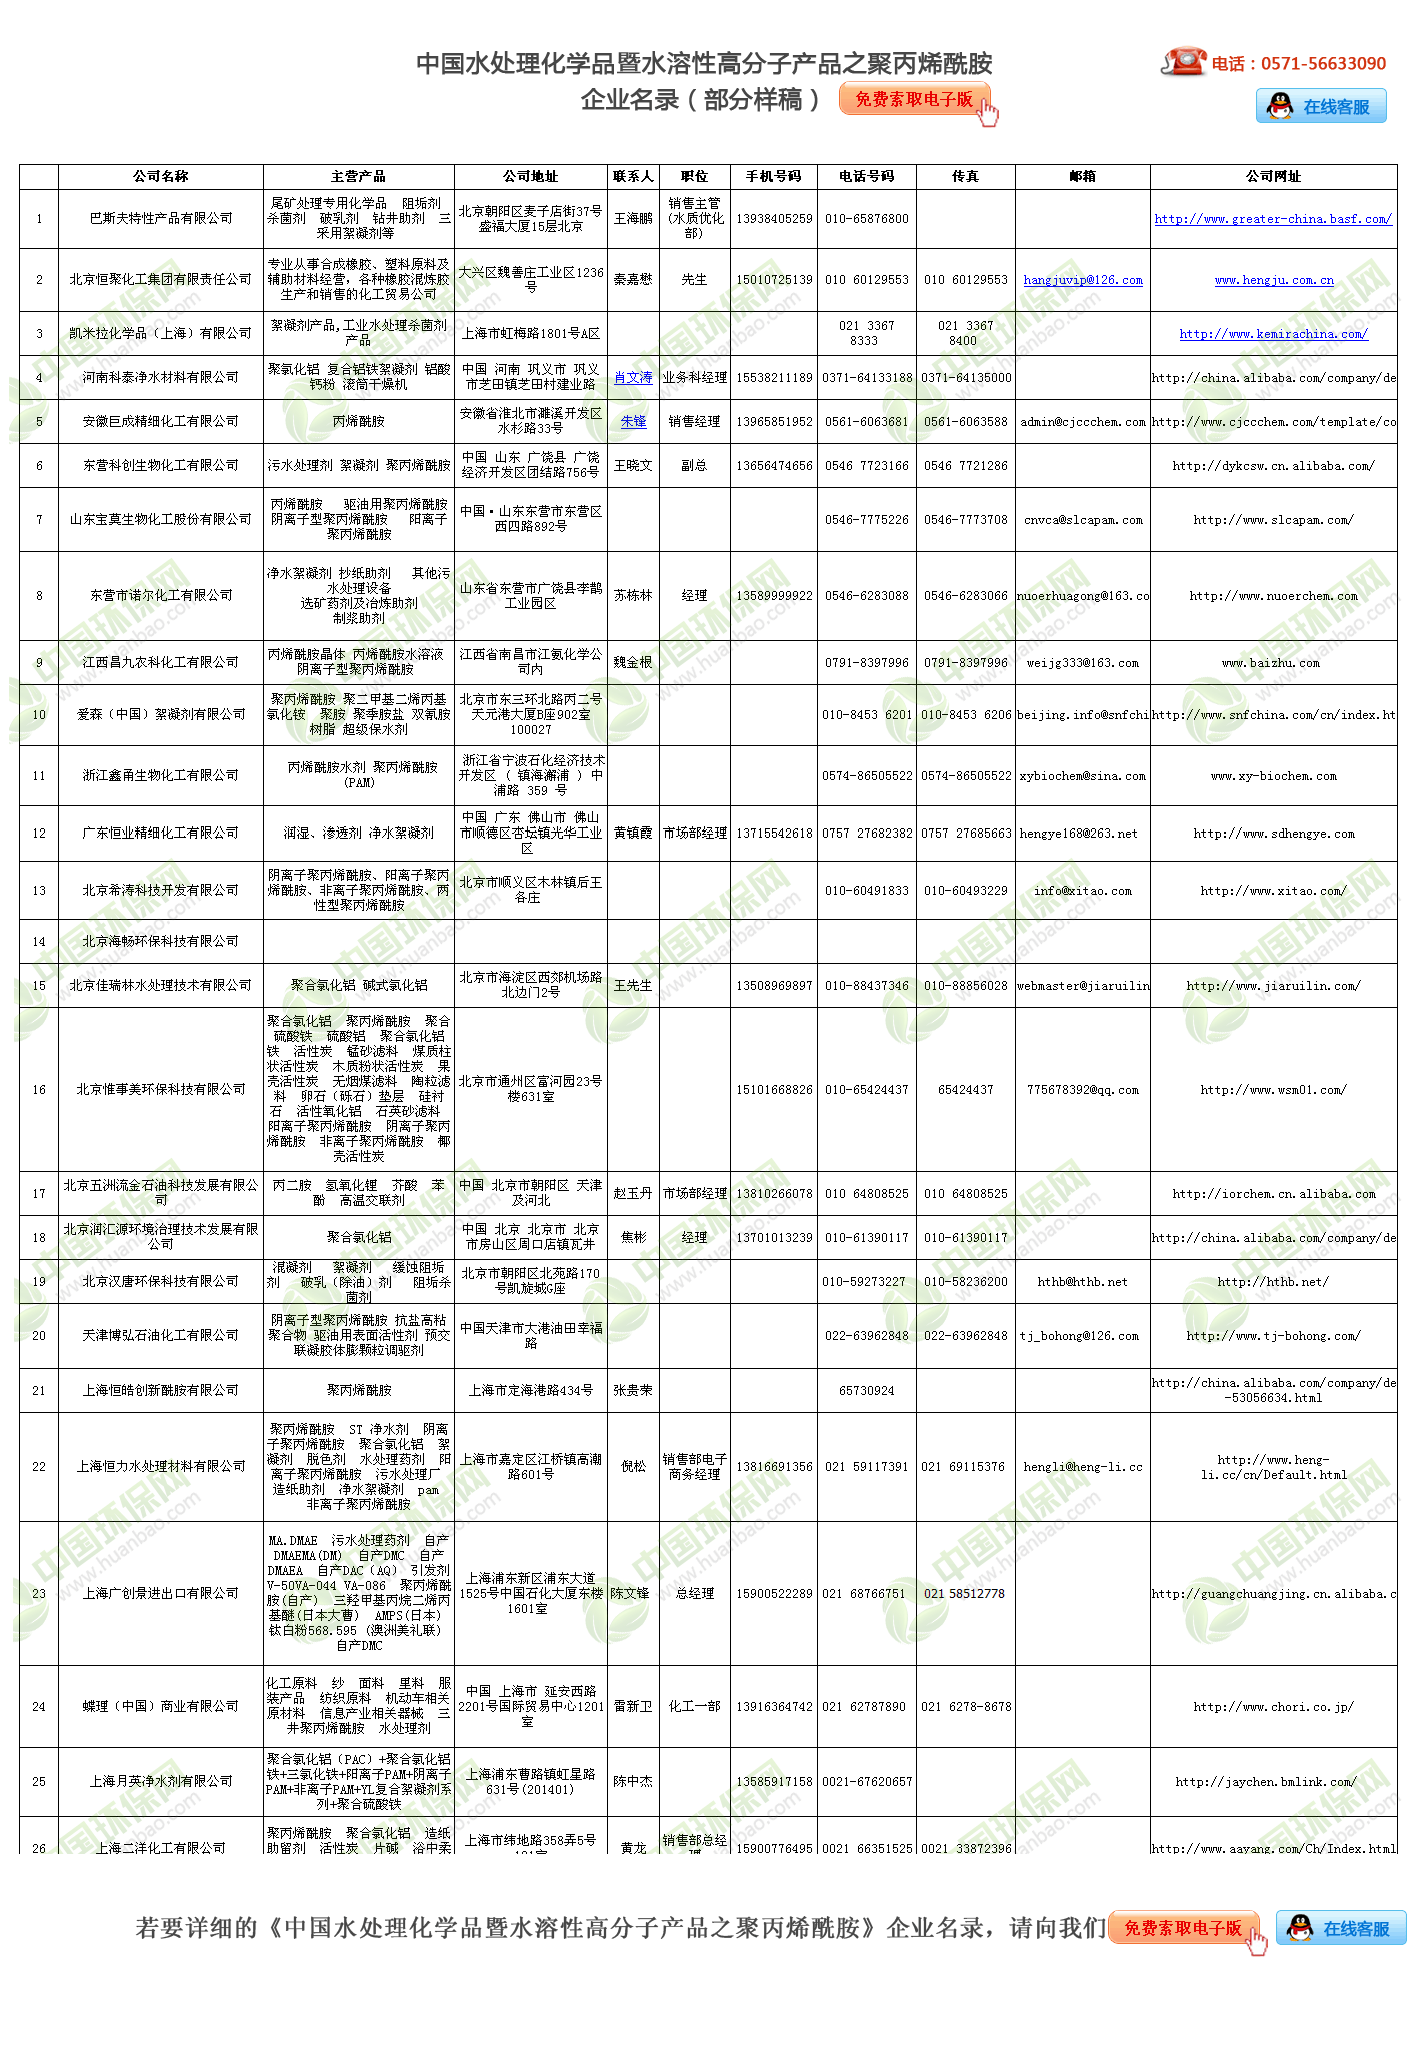 中国水处理化学品暨水溶性高分子产品之聚丙烯酰胺
企业名录（部分样稿） 免费索取电子版
电话：0571-56633090
在线客服
公司名称 主营产品 公司地址 联系人 职位 手机号码 电话号码 传真 邮箱 公司网址
1 巴斯夫特性产品有限公司 尾矿处理专用化学品 阻垢剂 杀菌剂 破乳剂 钻井助剂 三采用絮凝剂等 北京朝阳区麦子店街37号盛福大厦15层北京 王海鹏 销售主管(水质优化部) 13938405259 010-65876800 http://www.greater-china.basf.com/
2 北京恒聚化工集团有限责任公司 专业从事合成橡胶、塑料原料及辅助材料经营，各种橡胶混炼胶生产和销售的化工贸易公司 大兴区魏善庄工业区1236号 秦嘉懋 先生 15010725139 010 60129553 010 60129553 hangjuvip@126.com www.hengju.com.cn
3 凯米拉化学品（上海）有限公司 絮凝剂产品,工业水处理杀菌剂产品 上海市虹梅路1801号A区 021 3367 8333 021 3367 8400 http://www.kemirachina.com/
4 河南科泰净水材料有限公司 聚氯化铝 复合铝铁絮凝剂 铝酸钙粉 滚筒干燥机 中国 河南 巩义市 巩义市芝田镇芝田村建业路 肖文涛 业务科经理 15538211189 0371-64133188 0371-64135000 http://china.alibaba.com/company/de
5 安徽巨成精细化工有限公司 丙烯酰胺 安徽省淮北市濉溪开发区水杉路33号 朱锋 销售经理 13965851952 0561-6063681 0561-6063588 admin@cjccchem.com http://www.cjccchem.com/template/co
6 东营科创生物化工有限公司 污水处理剂 絮凝剂 聚丙烯酰胺 中国 山东 广饶县 广饶经济开发区团结路756号 王晓文 副总 13656474656 0546 7723166 0546 7721286 http://dykcsw.cn.alibaba.com/
7 山东宝莫生物化工股份有限公司 丙烯酰胺 驱油用聚丙烯酰胺 阴离子型聚丙烯酰胺 阳离子聚丙烯酰胺 中国▪山东东营市东营区西四路892号 0546-7775226 0546-7773708 cnvca@slcapam.com http://www.slcapam.com/
8 东营市诺尔化工有限公司 净水絮凝剂 抄纸助剂 其他污水处理设备 选矿药剂及冶炼助剂 制浆助剂 山东省东营市广饶县李鹊工业园区 苏栋林 经理 13589999922 0546-6283088 0546-6283066 nuoerhuagong@163.co http://www.nuoerchem.com
9 江西昌九农科化工有限公司 丙烯酰胺晶体 丙烯酰胺水溶液 阴离子型聚丙烯酰胺 江西省南昌市江氨化学公司内 魏金根 0791-8397996 0791-8397996 weijg333@163.com www.baizhu.com
10 爱森（中国）絮凝剂有限公司 聚丙烯酰胺 聚二甲基二烯丙基氯化铵 聚胺 聚季胺盐 双氰胺树脂 超级保水剂 北京市东三环北路丙二号天元港大厦B座902室100027 010-8453 6201 010-8453 6206 beijing.info@snfchi http://www.snfchina.com/cn/index.ht
11 浙江鑫甬生物化工有限公司 丙烯酰胺水剂 聚丙烯酰胺(PAM) 浙江省宁波石化经济技术开发区 ( 镇海澥浦 ) 中浦路 359 号 0574-86505522 0574-86505522 xybiochem@sina.com www.xy-biochem.com
12 广东恒业精细化工有限公司 润湿、渗透剂 净水絮凝剂 中国 广东 佛山市 佛山市顺德区杏坛镇光华工业区 黄镇霞 市场部经理 13715542618 0757 27682382 0757 27685663 hengye168@263.net http://www.sdhengye.com
13 北京希涛科技开发有限公司 阴离子聚丙烯酰胺、阳离子聚丙烯酰胺、非离子聚丙烯酰胺、两性型聚丙烯酰胺 北京市顺义区木林镇后王各庄 010-60491833 010-60493229 info@xitao.com http://www.xitao.com/
14 北京海畅环保科技有限公司
15 北京佳瑞林水处理技术有限公司 聚合氯化铝 碱式氯化铝 北京市海淀区西郊机场路北边门2号 王先生 13508969897 010-88437346 010-88856028 webmaster@jiaruilin http://www.jiaruilin.com/
16 北京惟事美环保科技有限公司 聚合氯化铝 聚丙烯酰胺 聚合硫酸铁 硫酸铝 聚合氯化铝铁 活性炭 锰砂滤料 煤质柱状活性炭 木质粉状活性炭 果壳活性炭 无烟煤滤料 陶粒滤料 卵石（砾石）垫层 硅衬石 活性氧化铝 石英砂滤料 阳离子聚丙烯酰胺 阴离子聚丙烯酰胺 非离子聚丙烯酰胺 椰壳活性炭 北京市通州区富河园23号楼631室 15101668826 010-65424437 65424437 775678392@qq.com http://www.wsm01.com/
17 北京五洲流金石油科技发展有限公司 丙二胺 氢氧化锂 芥酸 苯酚 高温交联剂 中国 北京市朝阳区 天津及河北 赵玉丹 市场部经理 13810266078 010 64808525 010 64808525 http://iorchem.cn.alibaba.com
18 北京润汇源环境治理技术发展有限公司 聚合氯化铝 中国 北京 北京市 北京市房山区周口店镇瓦井 焦彬 经理 13701013239 010-61390117 010-61390117 http://china.alibaba.com/company/de
19 北京汉唐环保科技有限公司 混凝剂 絮凝剂 缓蚀阻垢剂 破乳（除油）剂 阻垢杀菌剂 北京市朝阳区北苑路170号凯旋城G座 010-59273227 010-58236200 hthb@hthb.net http://hthb.net/
20 天津博弘石油化工有限公司 阴离子型聚丙烯酰胺 抗盐高粘聚合物 驱油用表面活性剂 预交联凝胶体膨颗粒调驱剂 中国天津市大港油田幸福路 022-63962848 022-63962848 tj_bohong@126.com http://www.tj-bohong.com/
21 上海恒皓创新酰胺有限公司 聚丙烯酰胺 上海市定海港路434号 张贵荣 65730924 http://china.alibaba.com/company/de-53056634.html
22 上海恒力水处理材料有限公司 聚丙烯酰胺 ST 净水剂 阴离子聚丙烯酰胺 聚合氯化铝 絮凝剂 脱色剂 水处理药剂 阳离子聚丙烯酰胺 污水处理厂 造纸助剂 净水絮凝剂 pam 非离子聚丙烯酰胺 上海市嘉定区江桥镇高潮路601号 倪松 销售部电子商务经理 13816691356 021 59117391 021 69115376 hengli@heng-li.cc http://www.heng-li.cc/cn/Default.html
23 上海广创景进出口有限公司 MA.DMAE 污水处理药剂 自产DMAEMA(DM) 自产DMC 自产DMAEA 自产DAC（AQ） 引发剂V-50VA-044 VA-086 聚丙烯酰胺(自产) 三羟甲基丙烷二烯丙基醚(日本大曹) AMPS(日本) 钛白粉568.595 (澳洲美礼联) 自产DMC 上海浦东新区浦东大道1525号中国石化大厦东楼1601室 陈文锋 总经理 15900522289 021 68766751 021 58512778 http://guangchuangjing.cn.alibaba.c
24 蝶理（中国）商业有限公司 化工原料 纱 面料 里料 服装产品 纺织原料 机动车相关原材料 信息产业相关器械 三井聚丙烯酰胺 水处理剂 中国 上海市 延安西路2201号国际贸易中心1201室 雷新卫 化工一部 13916364742 021 62787890 021 6278-8678 http://www.chori.co.jp/
25 上海月英净水剂有限公司 聚合氯化铝（PAC）+聚合氯化铝铁+三氯化铁+阳离子PAM+阴离子PAM+非离子PAM+YL复合絮凝剂系列+聚合硫酸铁 上海浦东曹路镇虹星路631号(201401) 陈中杰 13585917158 0021-67620657 http://jaychen.bmlink.com/
26 上海二洋化工有限公司 聚丙烯酰胺 聚合氯化铝 造纸助留剂 活性炭 片碱 浴中柔 上海市纬地路358弄5号 黄龙 销售部总经理 15900776495 0021 66351525 0021 33872396 http://www.aayang.com/Ch/Index.html
若要详细的《中国水处理化学品暨水溶性高分子产品之聚丙烯酰胺》企业名录，请向我们 免费索取电子版 在线客服
中国环保网
www.huanbao.com